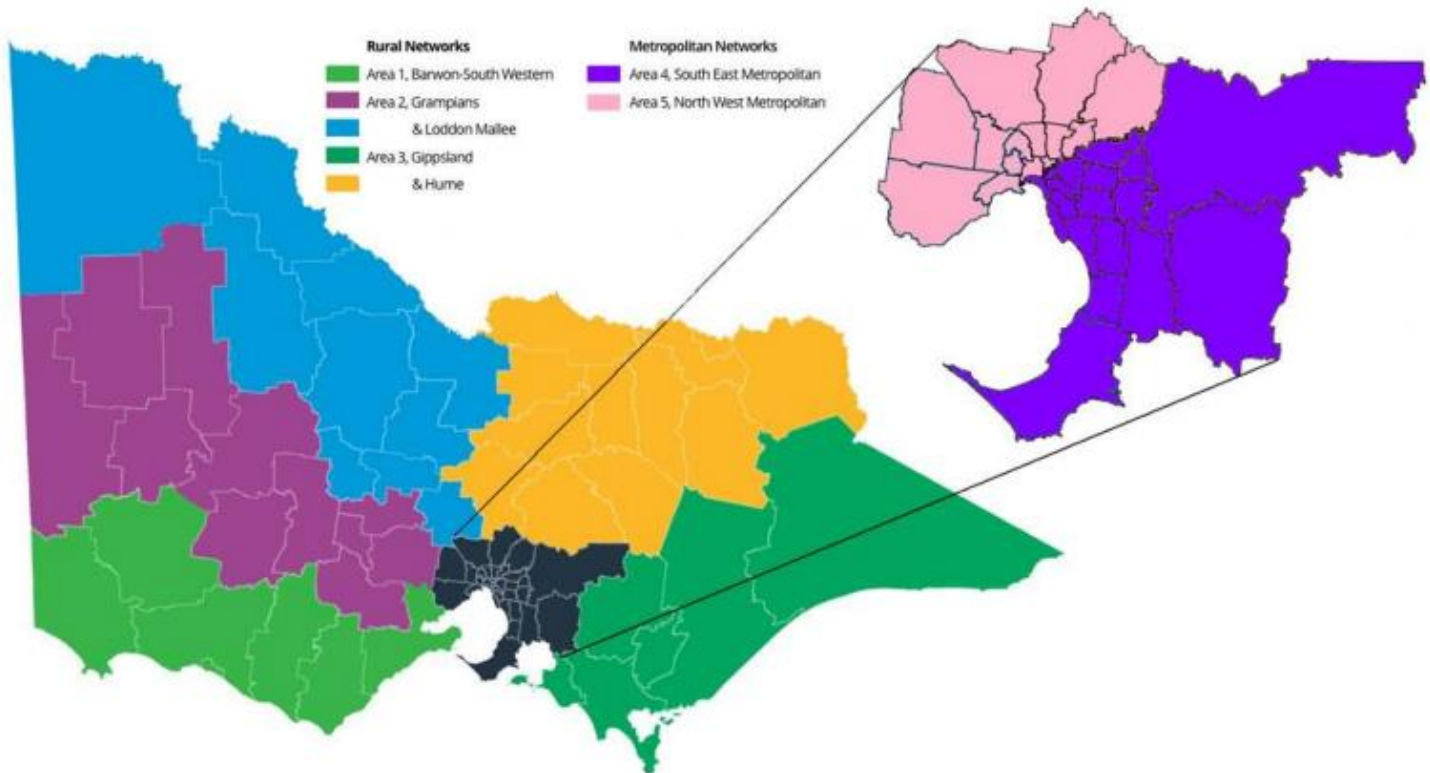 Rural Networks
Area 1, Barwon-South Western
Area 2, Grampians
& Loddon Mallee
Area 3, Gippsland
& Hume
Metropolitan Networks
Area 4, South East Metropolitan
Area 5, North West Metropolitan